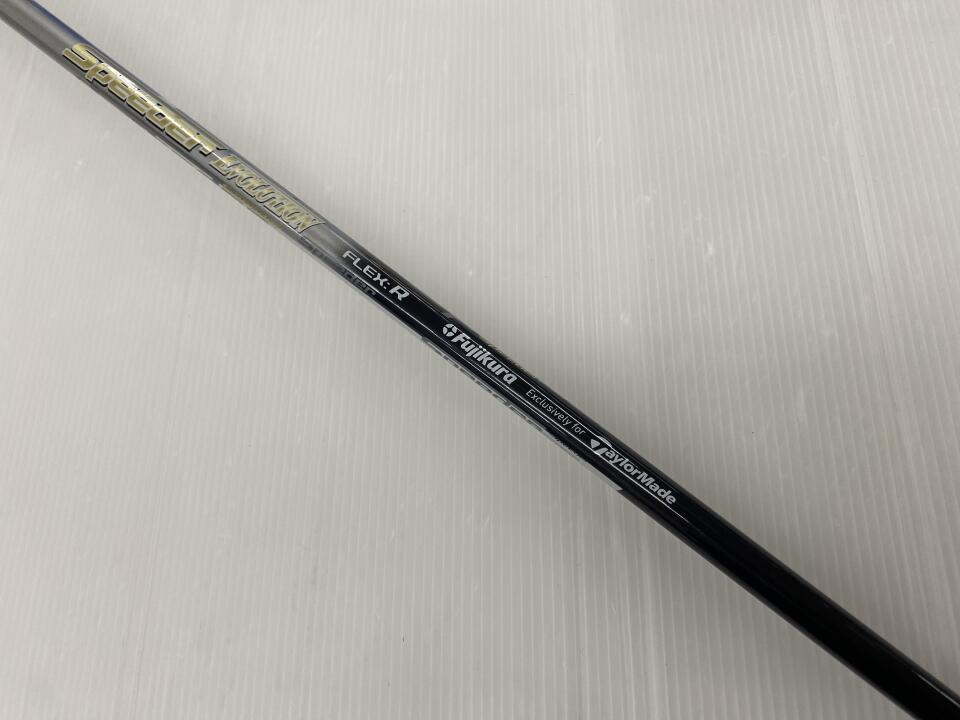 Speeder EVOLUTION
FLEX: R
Fujikura
Exclusively for
TaylorMade